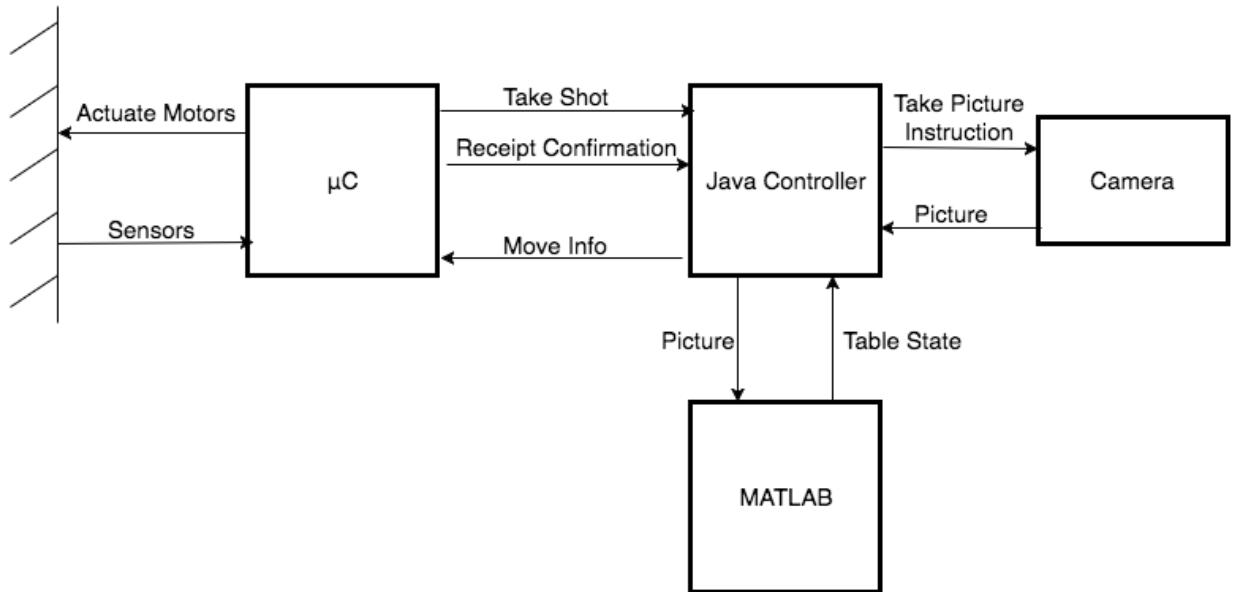 Actuate Motors
Sensors
μC
Take Shot
Receipt Confirmation
Move Info
Java Controller
Take Picture
Instruction
Picture
Camera
Picture
Table State
MATLAB